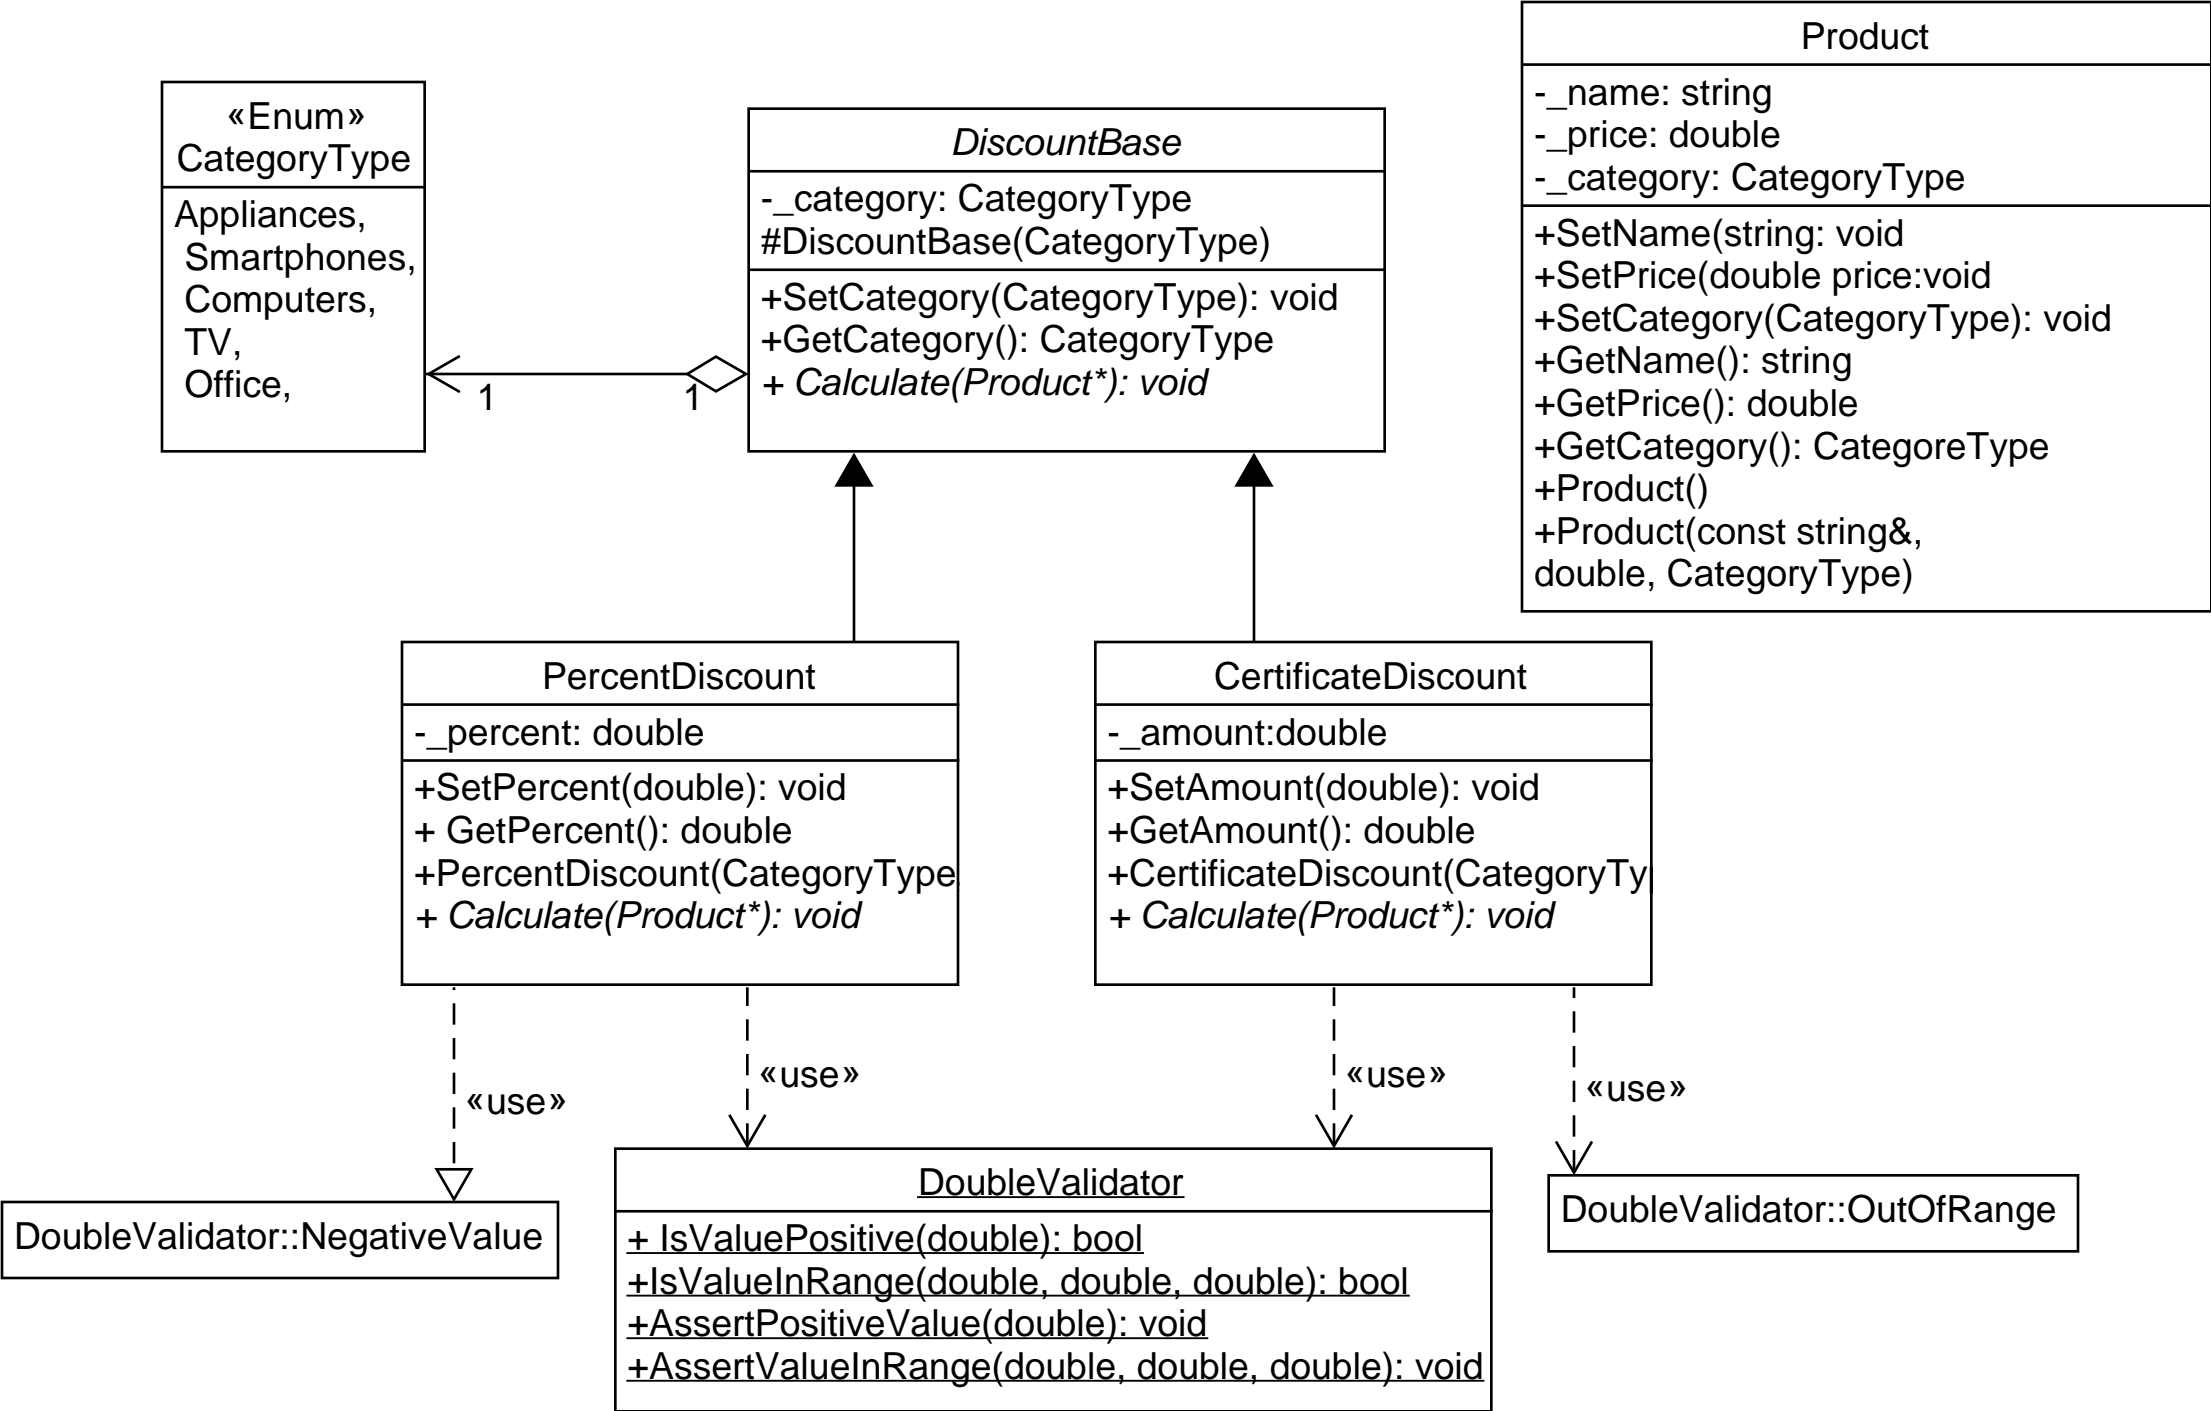 «Enum»
CategoryType
Appliances,
Smartphones,
Computers,
TV,
Office,
DiscountBase
-_category: CategoryType
#DiscountBase(CategoryType)
+SetCategory(CategoryType): void
+GetCategory(): CategoryType
+ Calculate(Product*): void
1
1
Product
-_name: string
-_price: double
-_category: CategoryType
+SetName(string: void
+SetPrice(double price:void
+SetCategory(CategoryType): void
+GetName(): string
+GetPrice(): double
+GetCategory(): CategoreType
+Product()
+Product(const string&,
double, CategoryType)
PercentDiscount
-_percent: double
+SetPercent(double): void
+ GetPercent(): double
+PercentDiscount(CategoryType
+ Calculate(Product*): void
CertificateDiscount
-_amount:double
+SetAmount(double): void
+GetAmount(): double
+CertificateDiscount(CategoryTy
+ Calculate(Product*): void
«use»
«use»
«use»
«use»
DoubleValidator::NegativeValue
DoubleValidator
+ IsValuePositive(double): bool
+IsValueInRange(double, double, double): bool
+AssertPositiveValue(double): void
+AssertValueInRange(double, double, double): void
DoubleValidator::OutOfRange